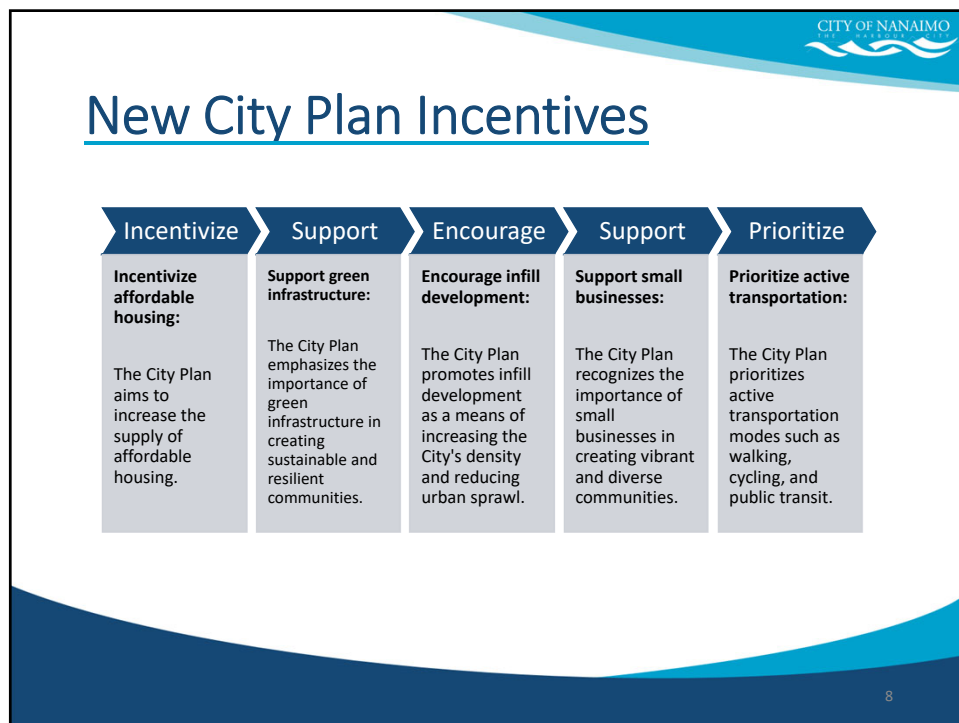 CITY OF NANAIMO
THE HARBOUR CITY
New City Plan Incentives
Incentivize
Support
Encourage
Support
Prioritize
Incentivize
affordable
housing:
The City Plan
aims to
increase the
supply of
affordable
housing.
Support green
infrastructure:
The City Plan
emphasizes the
importance of
green
infrastructure in
creating
sustainable and
resilient
communities.
Encourage infill
development:
The City Plan
promotes infill
development
as a means of
increasing the
City's density
and reducing
urban sprawl.
Support small
businesses:
The City Plan
recognizes the
importance of
small
businesses in
creating vibrant
and diverse
communities.
Prioritize active
transportation:
The City Plan
prioritizes
active
transportation
modes such as
walking,
cycling, and
public transit.
8